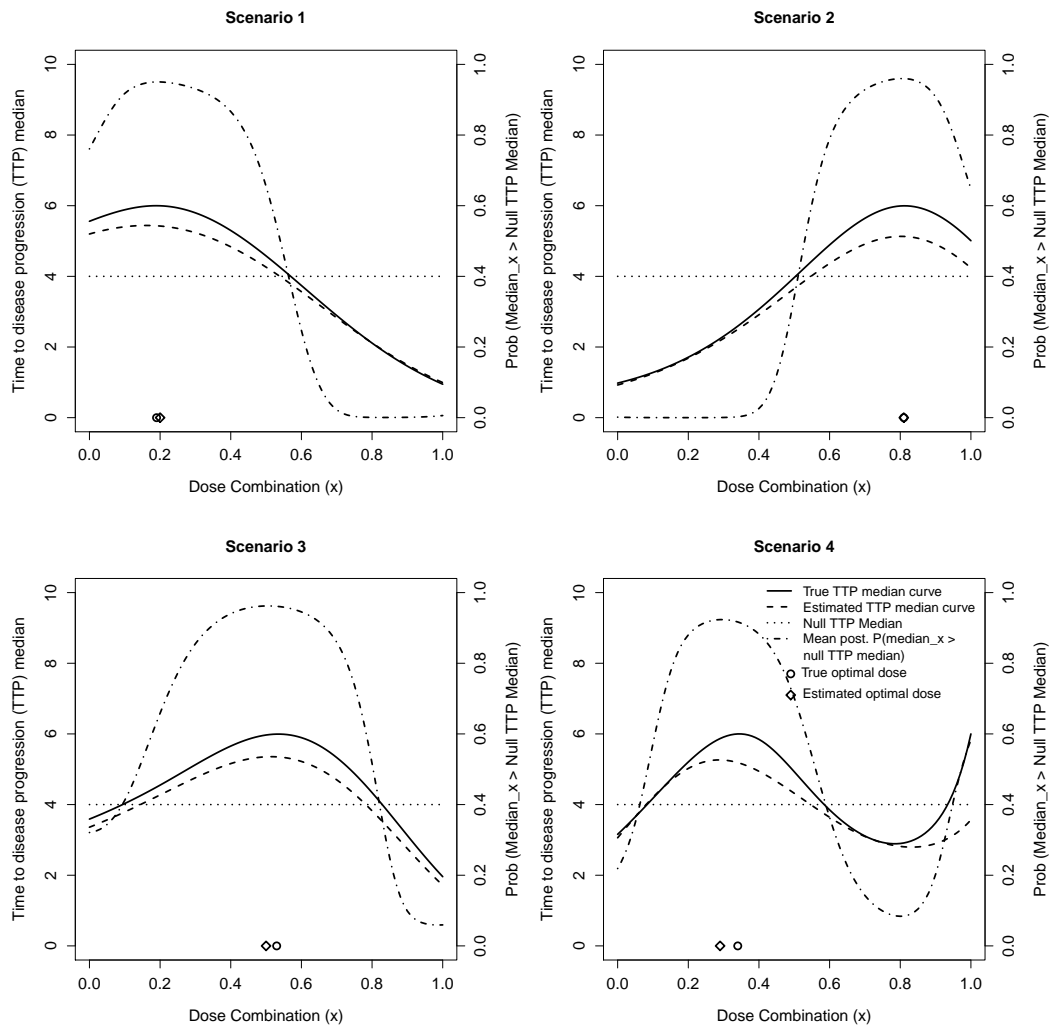 Scenario 1
Time to disease progression (TTP) median
0 2 4 6 8 10
0.0 0.2 0.4 0.6 0.8 1.0
Dose Combination (x)
0.0 0.2 0.4 0.6 0.8 1.0
Prob (Median_x > Null TTP Median)
Scenario 2
Time to disease progression (TTP) median
0 2 4 6 8 10
0.0 0.2 0.4 0.6 0.8 1.0
Dose Combination (x)
0.0 0.2 0.4 0.6 0.8 1.0
Prob (Median_x > Null TTP Median)
Scenario 3
Time to disease progression (TTP) median
0 2 4 6 8 10
0.0 0.2 0.4 0.6 0.8 1.0
Dose Combination (x)
0.0 0.2 0.4 0.6 0.8 1.0
Prob (Median_x > Null TTP Median)
Scenario 4
Time to disease progression (TTP) median
0 2 4 6 8 10
True TTP median curve
Estimated TTP median curve
Null TTP Median
Mean post. P(median_x >
null TTP median)
True optimal dose
Estimated optimal dose
0.0 0.2 0.4 0.6 0.8 1.0
Dose Combination (x)
0.0 0.2 0.4 0.6 0.8 1.0
Prob (Median_x > Null TTP Median)